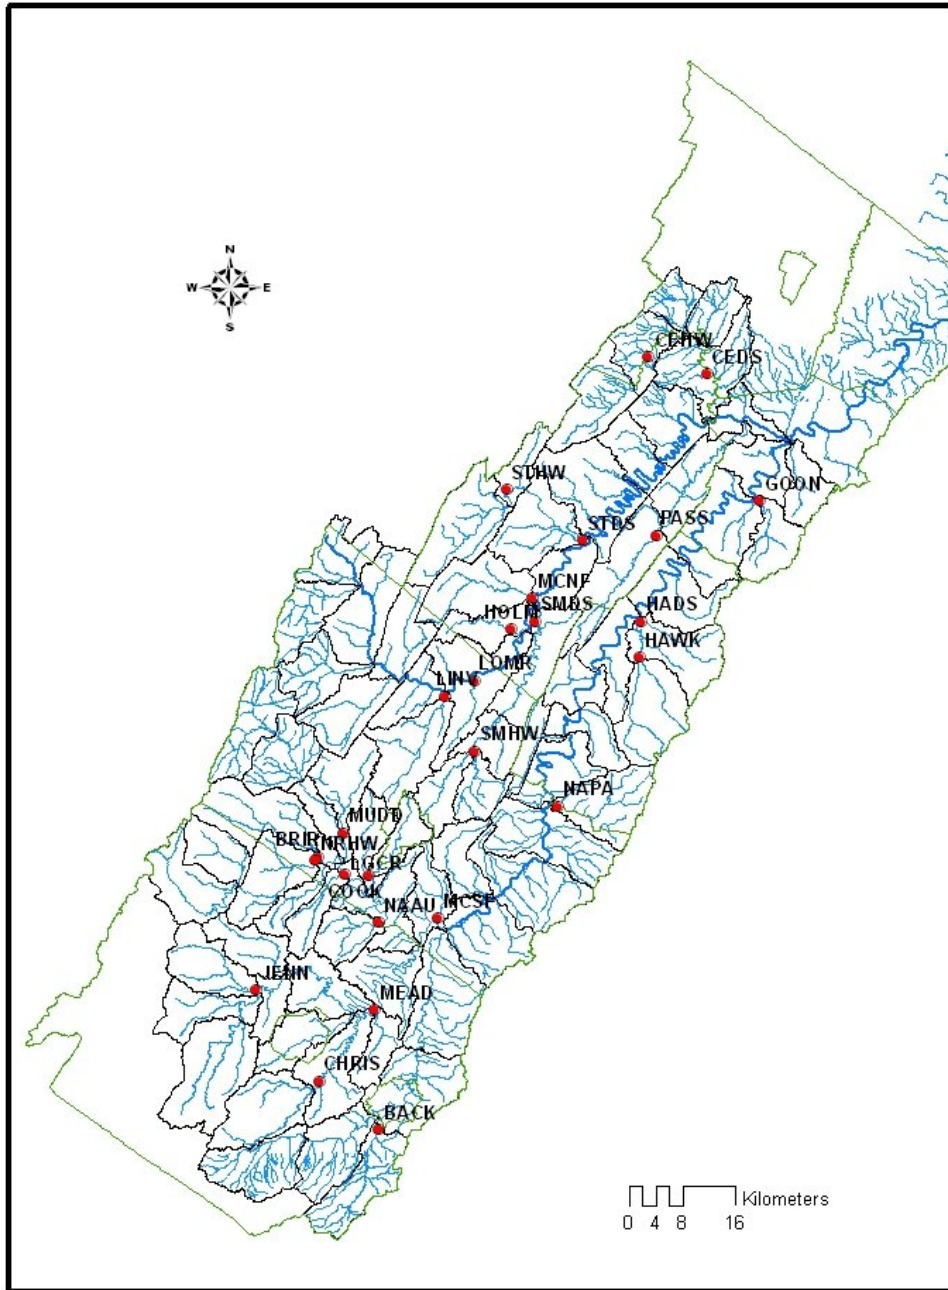 N
W E
S
CEHW
CEDS
STHW
GOON
STDS
PASS
MCNF
SMDS
HOLM
HADS
HAWK
LOMR
LINV
SMHW
NAPA
MUDD
NRHW
LGCR
COOK
NAAU
MCSF
JENN
MEAD
CHRIS
BACK
Kilometers
0 4 8 16